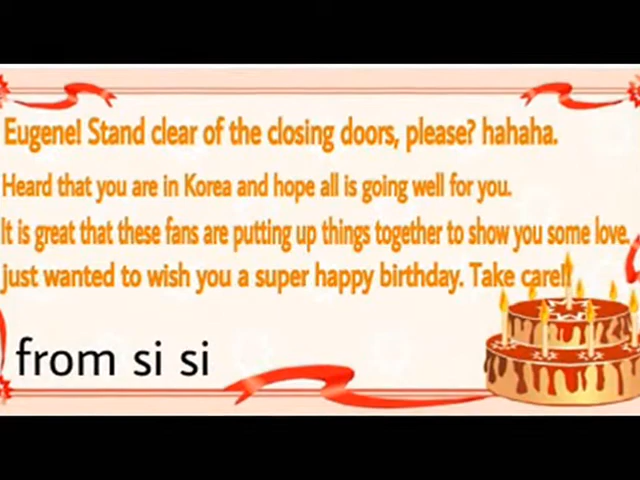 Eugene! Stand clear of the closing doors, please? hahaha.
Heard that you are in Korea and hope all is going well for you.
It is great that these fans are putting up things together to show you some love.
just wanted to wish you a super happy birthday. Take care!!
from si si